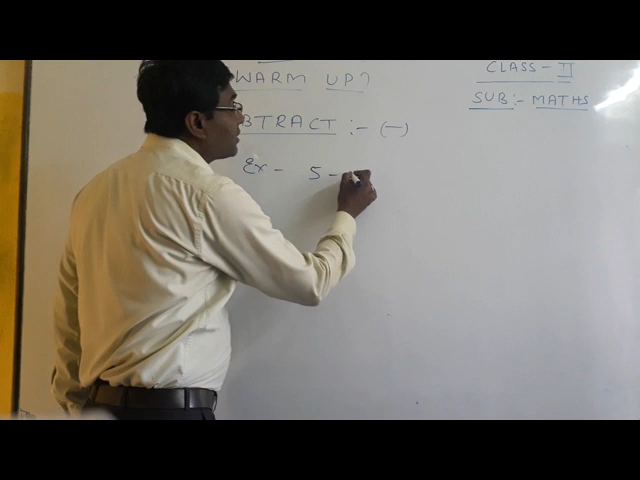 WARM UP?
CLASS - II
SUB :- MATHS
BTRACT :- (-)
Ex - 5 -